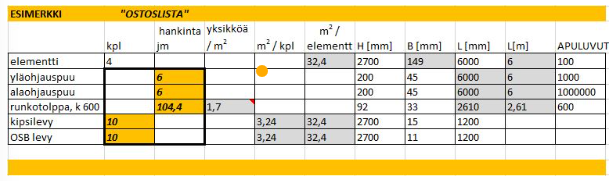 ESIMERKKI "OSTOSLISTA"
kpl hankinta jm yksikköä / m² m² / kpl m² / elementt H [mm] B [mm] L [mm] L[m] APULUVUT
elementti 4 32,4 2700 149 6000 6 100
yläohjauspuu 6 200 45 6000 6 1000
alaohjauspuu 6 200 45 6000 6 1000000
runkotolppa, k 600 104,4 1,7 92 33 2610 2,61 600
kipsilevy 10 3,24 32,4 2700 15 1200
OSB levy 10 3,24 32,4 2700 11 1200